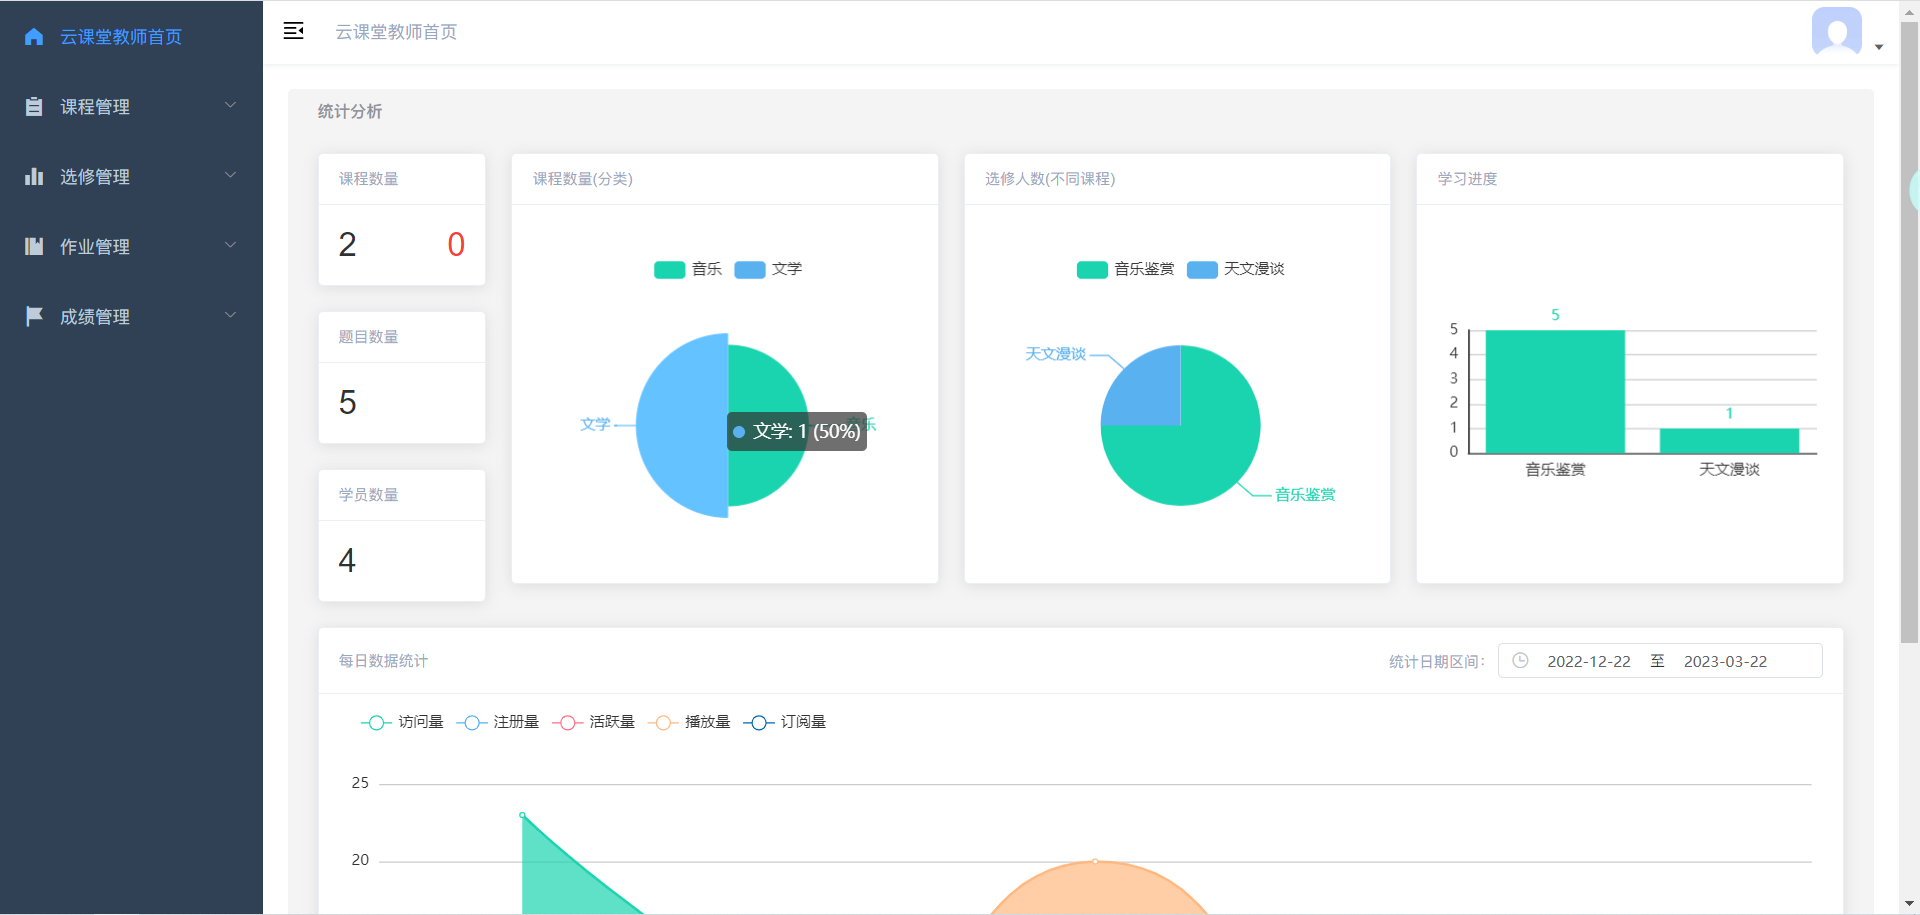 云课堂教师首页
课程管理
选修管理
作业管理
成绩管理
云课堂教师首页
统计分析
课程数量
2 0
题目数量
5
学员数量
4
课程数量(分类)
音乐 文学
文学
文学: 1 (50%)
乐
选修人数(不同课程)
音乐鉴赏 天文漫谈
天文漫谈
音乐鉴赏
学习进度
5
5
4
3
2
1
1
0
音乐鉴赏 天文漫谈
每日数据统计
统计日期区间: 2022-12-22 至 2023-03-22
访问量 注册量 活跃量 播放量 订阅量
25
20